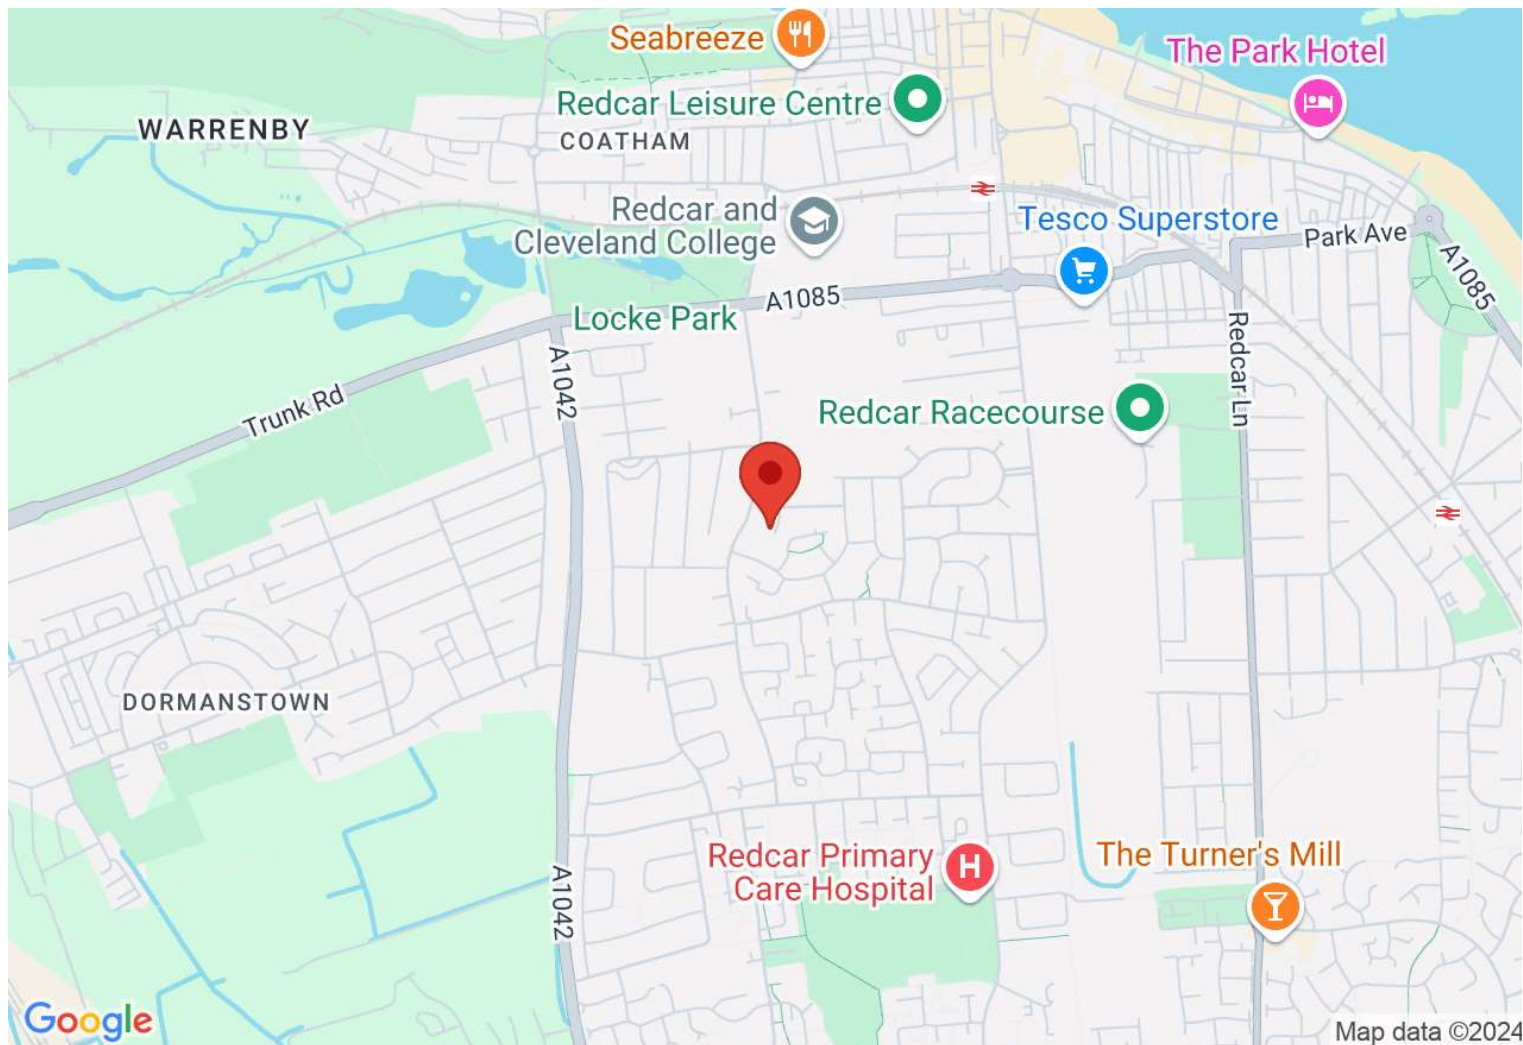 Seabreeze
The Park Hotel
Redcar Leisure Centre
WARRENBY
COATHAM
Redcar and
Cleveland College
Tesco Superstore
Park Ave
A1085
A1085
Locke Park
Redcar Ln
A1042
Trunk Rd
Redcar Racecourse
DORMANSTOWN
Redcar Primary
Care Hospital
H
The Turner's Mill
A1042
Google
Map data ©2024